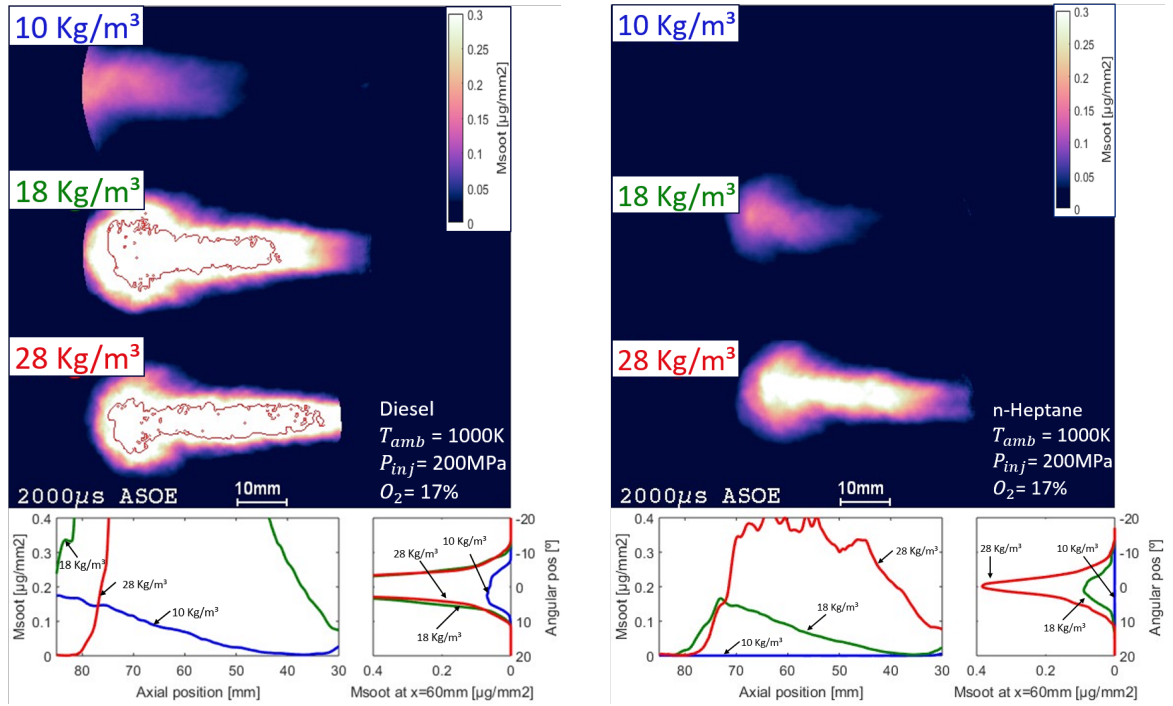 10 Kg/m³
0.3
0.25
0.2
0.15
0.1
0.05
0
Msoot [µg/mm2]
18 Kg/m³
28 Kg/m³
Diesel
T_amb = 1000K
P_inj= 200MPa
O₂= 17%
2000µs ASOE
10mm
0.4
0.3
0.2
0.1
0
Msoot [µg/mm2]
18 Kg/m³
28 Kg/m³
10 Kg/m³
80 70 60 50 40 30
Axial position [mm]
28 Kg/m³
10 Kg/m³
18 Kg/m³
0.4 0.2 0
Msoot at x=60mm [µg/mm2]
-20
-10
0
10
20
Angular pos [º]
10 Kg/m³
0.3
0.25
0.2
0.15
0.1
0.05
0
Msoot [µg/mm2]
18 Kg/m³
28 Kg/m³
n-Heptane
T_amb = 1000K
P_inj= 200MPa
O₂= 17%
2000µs ASOE
10mm
0.4
0.3
0.2
0.1
0
Msoot [µg/mm2]
28 Kg/m³
18 Kg/m³
10 Kg/m³
80 70 60 50 40 30
Axial position [mm]
28 Kg/m³
10 Kg/m³
18 Kg/m³
0.4 0.2 0
Msoot at x=60mm [µg/mm2]
-20
-10
0
10
20
Angular pos [º]